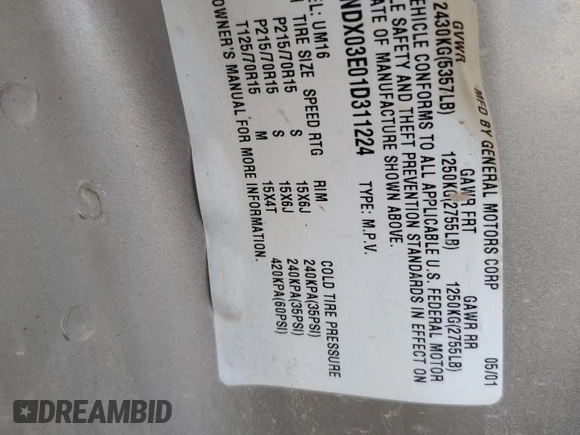 MFD BY GENERAL MOTORS CORP 05/01
GVWR GAWR FRT GAWR RR
2430KG(5357LB) 1250KG(2755LB) 1250KG(2755LB)
VEHICLE CONFORMS TO ALL APPLICABLE U.S. FEDERAL MOTOR
SAFETY AND THEFT PREVENTION STANDARDS IN EFFECT ON
OF MANUFACTURE SHOWN ABOVE.
NDX03E01D311224 TYPE: M.P.V.
UM16
TIRE SIZE SPEED RTG RIM COLD TIRE PRESSURE
P215/70R15 S 15X6J 240KPA(35PSI)
P215/70R15 S 15X6J 240KPA(35PSI)
T125/70R15 M 15X4T 420KPA(60PSI)
OWNER'S MANUAL FOR MORE INFORMATION.
DREAMBID